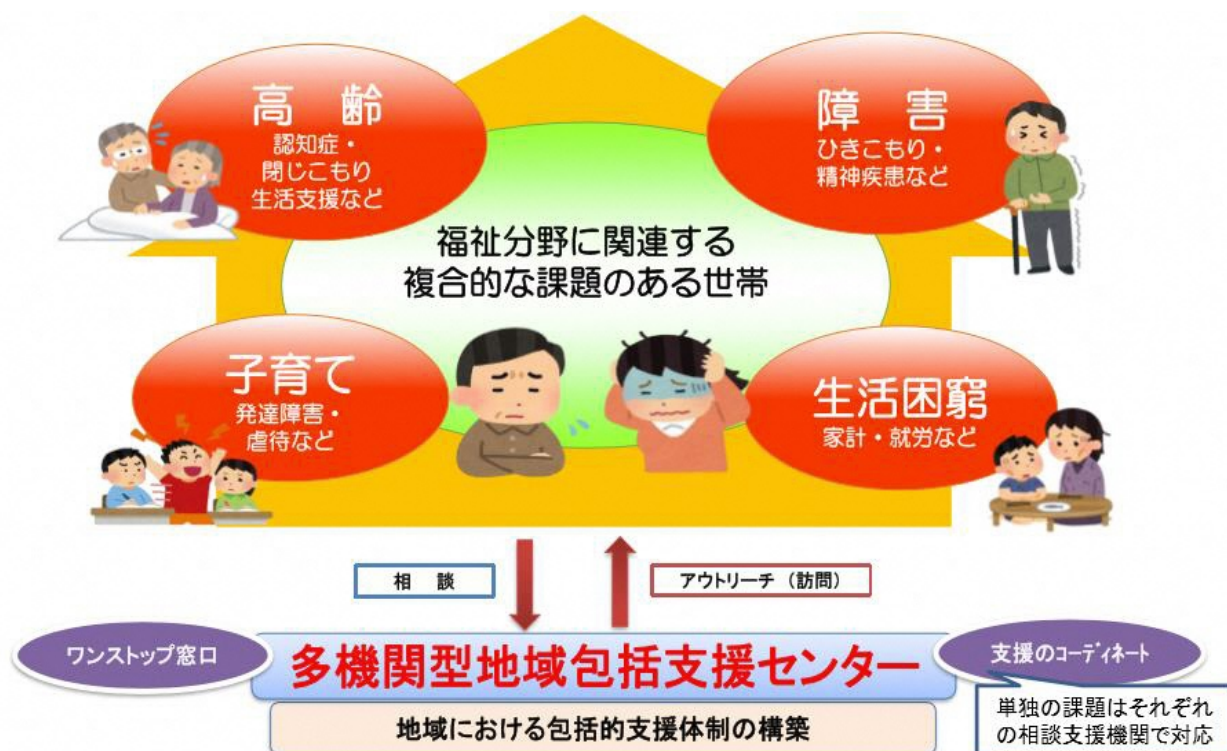 高 齢
認知症・
閉じこもり
生活支援など
障 害
ひきこもり・
精神疾患など
福祉分野に関連する
複合的な課題のある世帯
子育て
発達障害・
虐待など
生活困窮
家計・就労など
相 談
アウトリーチ（訪問）
ワンストップ窓口
多機関型地域包括支援センター
支援のコーディネート
地域における包括的支援体制の構築
単独の課題はそれぞれ
の相談支援機関で対応